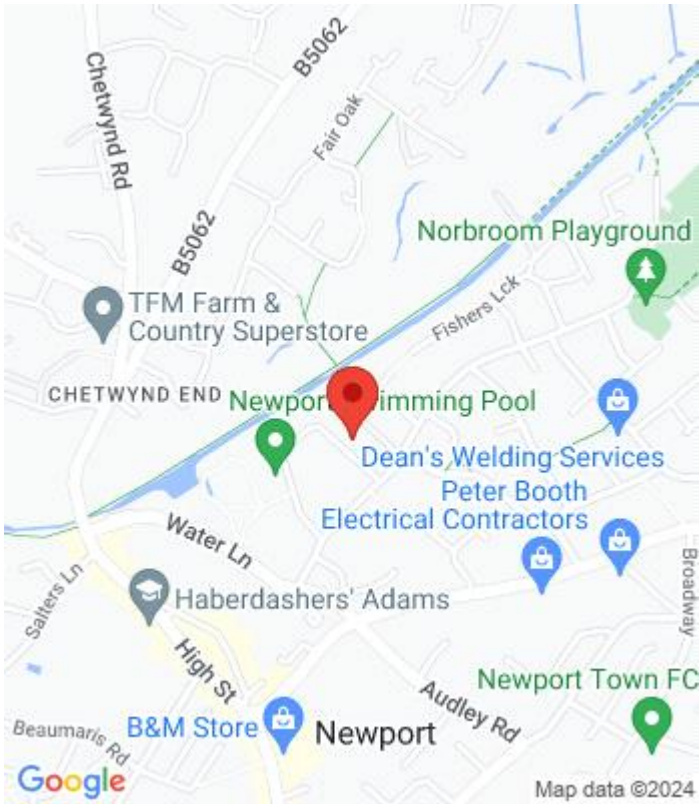 B5062
Chetwynd Rd
Fair Oak
B5062
Norbroom Playground
TFM Farm &
Country Superstore
Fishers Lck
CHETWYND END
Newport
imming Pool
Dean's Welding Services
Peter Booth
Electrical Contractors
Water Ln
Broadway
Salters Ln
Haberdashers' Adams
High St
Audley Rd
Newport Town FC
B&M Store
Newport
Beaumaris Rd
Google
Map data ©2024